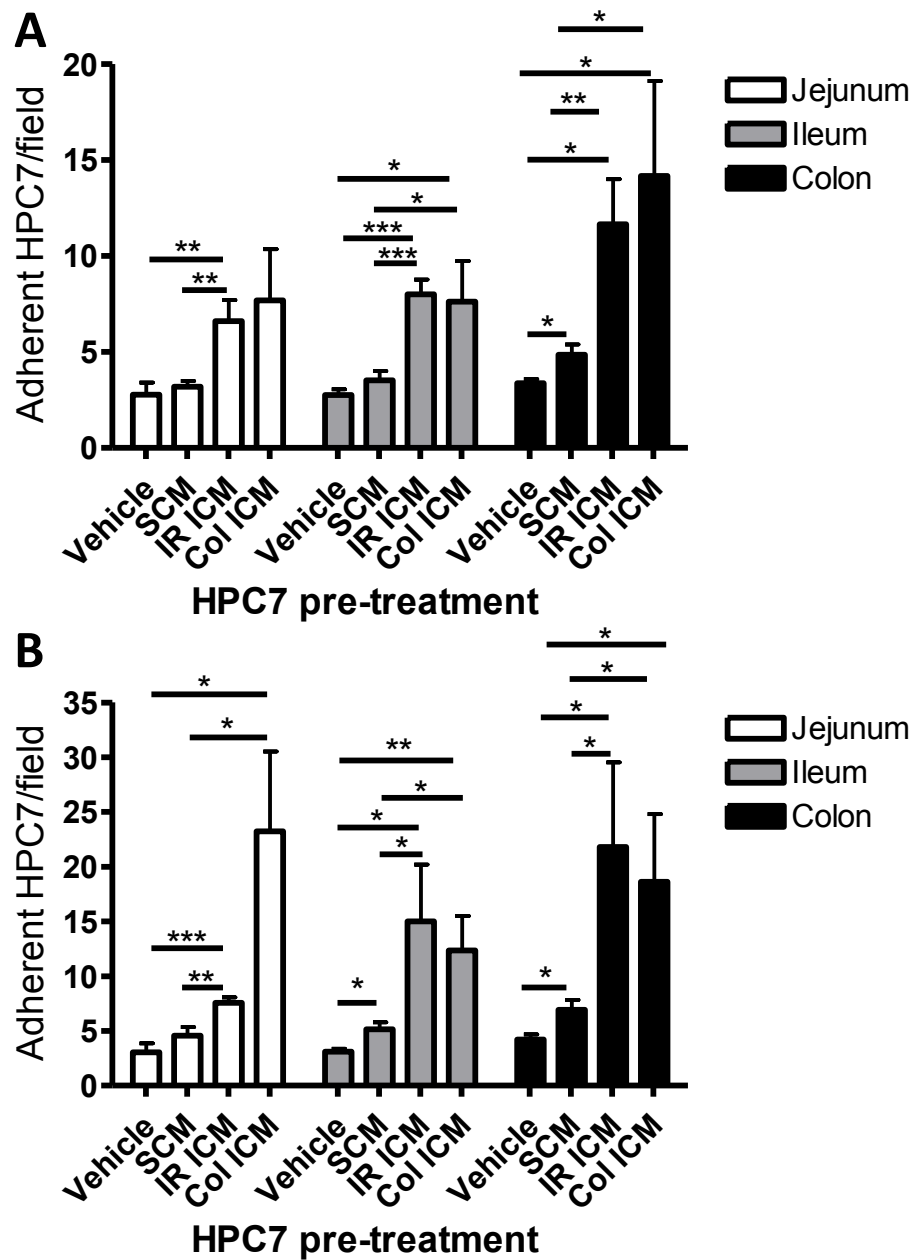 A
*
*
**
*
*
*
*
***
***
**
**
*
20
15
10
5
0
Adherent HPC7/field
Jejunum
Ileum
Colon
Vehicle SCM IR ICM Col ICM Vehicle SCM IR ICM Col ICM Vehicle SCM IR ICM Col ICM
HPC7 pre-treatment
B
*
*
*
*
*
*
*
***
**
**
*
*
*
*
35
30
25
20
15
10
5
0
Adherent HPC7/field
Jejunum
Ileum
Colon
Vehicle SCM IR ICM Col ICM Vehicle SCM IR ICM Col ICM Vehicle SCM IR ICM Col ICM
HPC7 pre-treatment